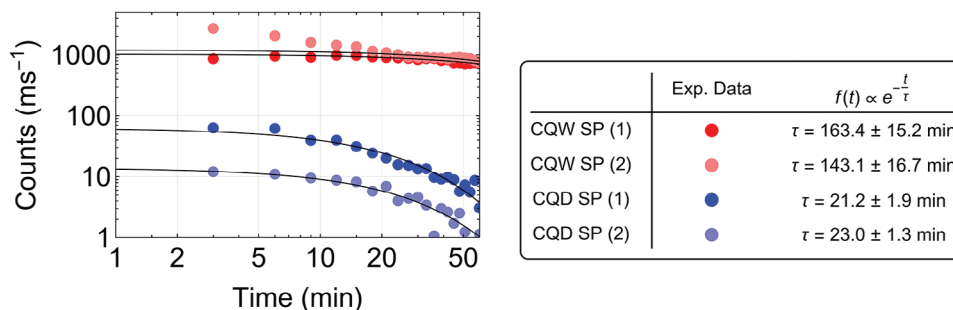 Counts (ms⁻¹)
1000
100
10
1
1 2 5 10 20 50
Time (min)
Exp. Data f(t) ∝ e^{-t/τ}
CQW SP (1) τ = 163.4 ± 15.2 min
CQW SP (2) τ = 143.1 ± 16.7 min
CQD SP (1) τ = 21.2 ± 1.9 min
CQD SP (2) τ = 23.0 ± 1.3 min